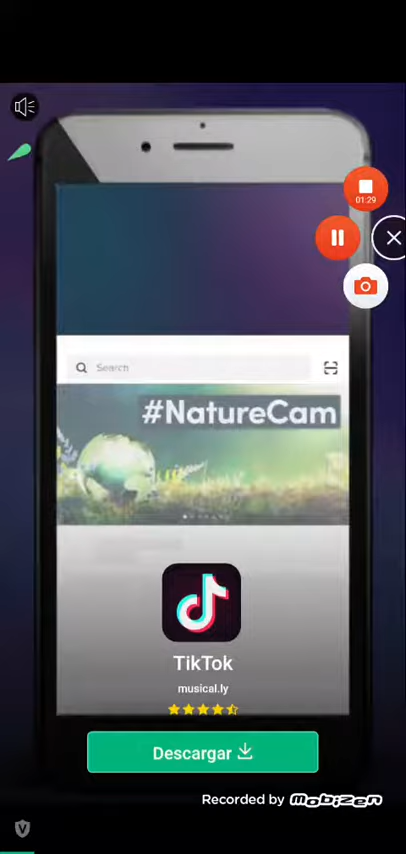 01:29
Search
#NatureCam
TikTok
musical.ly
Descargar
Recorded by mobizen
V